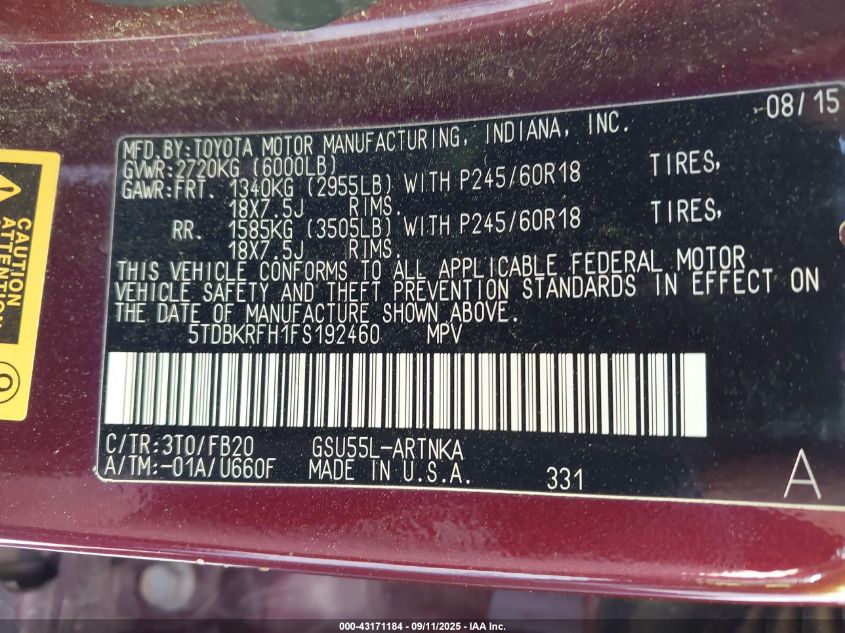 08/15
MFD.BY:TOYOTA MOTOR MANUFACTURING, INDIANA, INC.
GVWR:2720KG (6000LB)
GAWR:FRT. 1340KG (2955LB) WITH P245/60R18 TIRES,
18X7.5J RIMS.
RR. 1585KG (3505LB) WITH P245/60R18 TIRES,
18X7.5J RIMS.
THIS VEHICLE CONFORMS TO ALL APPLICABLE FEDERAL MOTOR
VEHICLE SAFETY AND THEFT PREVENTION STANDARDS IN EFFECT ON
THE DATE OF MANUFACTURE SHOWN ABOVE.
5TDBKRFH1FS192460 MPV
C/TR:3T0/FB20 GSU55L-ARTNKA
A/TM:-01A/U660F MADE IN U.S.A. 331 A
CAUTION
ATTENTION
000-43171184 - 09/11/2025 - IAA Inc.